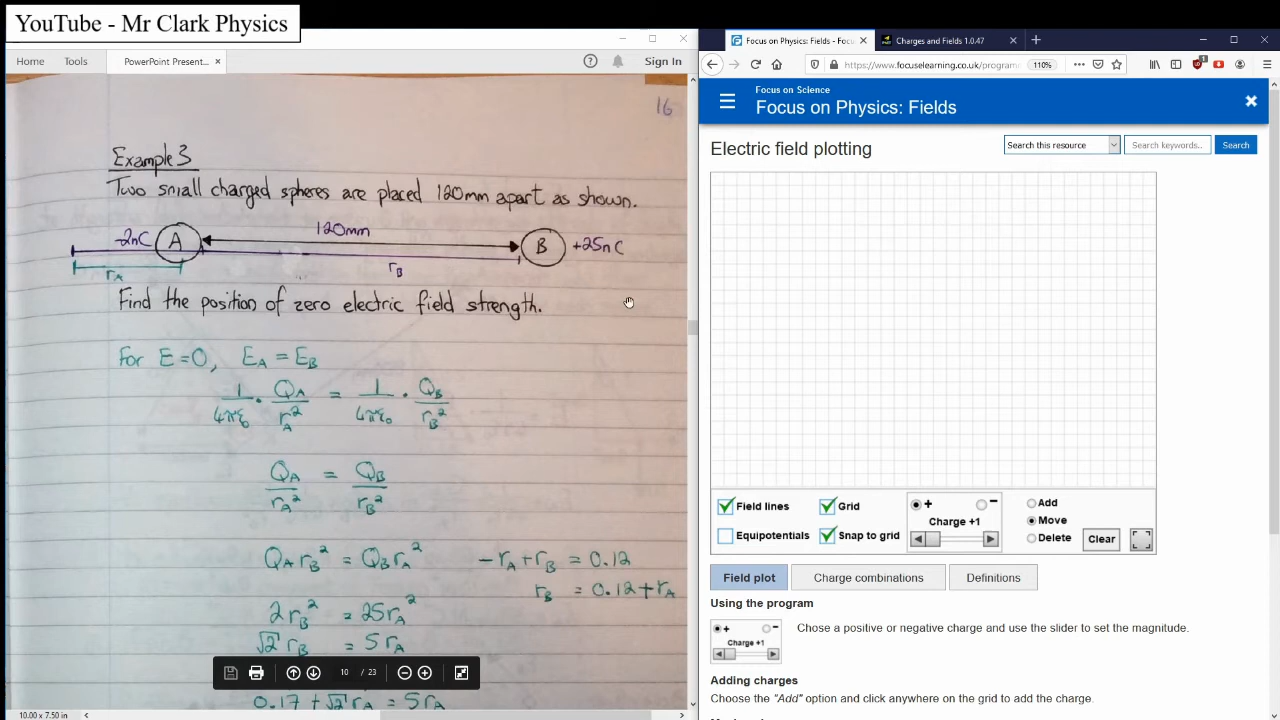 YouTube - Mr Clark Physics
Home Tools PowerPoint Present... × Sign In
16
Example 3
Two small charged spheres are placed 120mm apart as shown.
-2nC A 120mm B +25nC
rA rB
Find the position of zero electric field strength.
For E=0, EA = EB
1/4πε0 · QA/rA² = 1/4πε0 · QB/rB²
QA/rA² = QB/rB²
QA rB² = QB rA² -rA + rB = 0.12
rB = 0.12 + rA
2rB² = 25rA²
√2 rB = 5rA
0.17 + √2 rA = 5rA
10 / 23
10.00 x 7.50 in
Focus on Physics: Fields - Focu × Charges and Fields 1.0.47 × +
https://www.focuselearning.co.uk/program 110%
Focus on Science
Focus on Physics: Fields
Electric field plotting
Search this resource Search keywords.. Search
Field lines Grid + − Add
Charge +1 Move
Equipotentials Snap to grid Delete Clear
Field plot Charge combinations Definitions
Using the program
+ −
Charge +1
Chose a positive or negative charge and use the slider to set the magnitude.
Adding charges
Choose the "Add" option and click anywhere on the grid to add the charge.